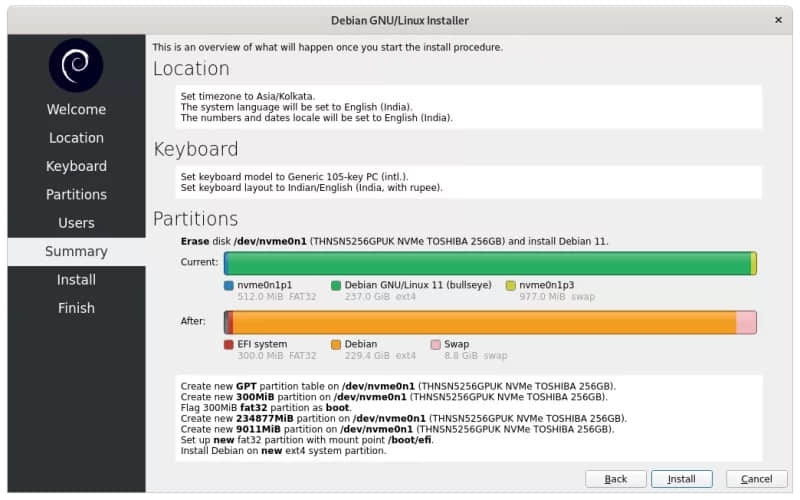 Debian GNU/Linux Installer
This is an overview of what will happen once you start the install procedure.
Welcome
Location
Keyboard
Partitions
Users
Summary
Install
Finish
Location
Set timezone to Asia/Kolkata.
The system language will be set to English (India).
The numbers and dates locale will be set to English (India).
Keyboard
Set keyboard model to Generic 105-key PC (intl.).
Set keyboard layout to Indian/English (India, with rupee).
Partitions
Erase disk /dev/nvme0n1 (THNSN5256GPUK NVMe TOSHIBA 256GB) and install Debian 11.
Current:
nvme0n1p1 Debian GNU/Linux 11 (bullseye) nvme0n1p3
512.0 MiB FAT32 237.0 GiB ext4 977.0 MiB swap
After:
EFI system Debian Swap
300.0 MiB FAT32 229.4 GiB ext4 8.8 GiB swap
Create new GPT partition table on /dev/nvme0n1 (THNSN5256GPUK NVMe TOSHIBA 256GB).
Create new 300MiB partition on /dev/nvme0n1 (THNSN5256GPUK NVMe TOSHIBA 256GB).
Flag 300MiB fat32 partition as boot.
Create new 234877MiB partition on /dev/nvme0n1 (THNSN5256GPUK NVMe TOSHIBA 256GB).
Create new 9011MiB partition on /dev/nvme0n1 (THNSN5256GPUK NVMe TOSHIBA 256GB).
Set up new fat32 partition with mount point /boot/efi.
Install Debian on new ext4 system partition.
Back Install Cancel